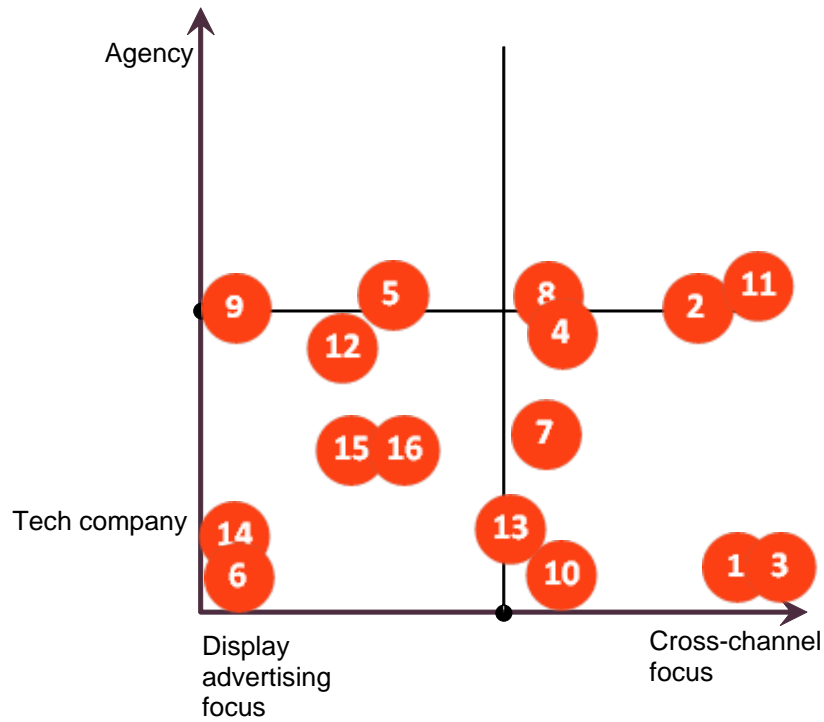 Agency
11
8
5
2
9
4
12
7
15
16
Tech company
13
14
1
3
10
6
Display
advertising
focus
Cross-channel
focus